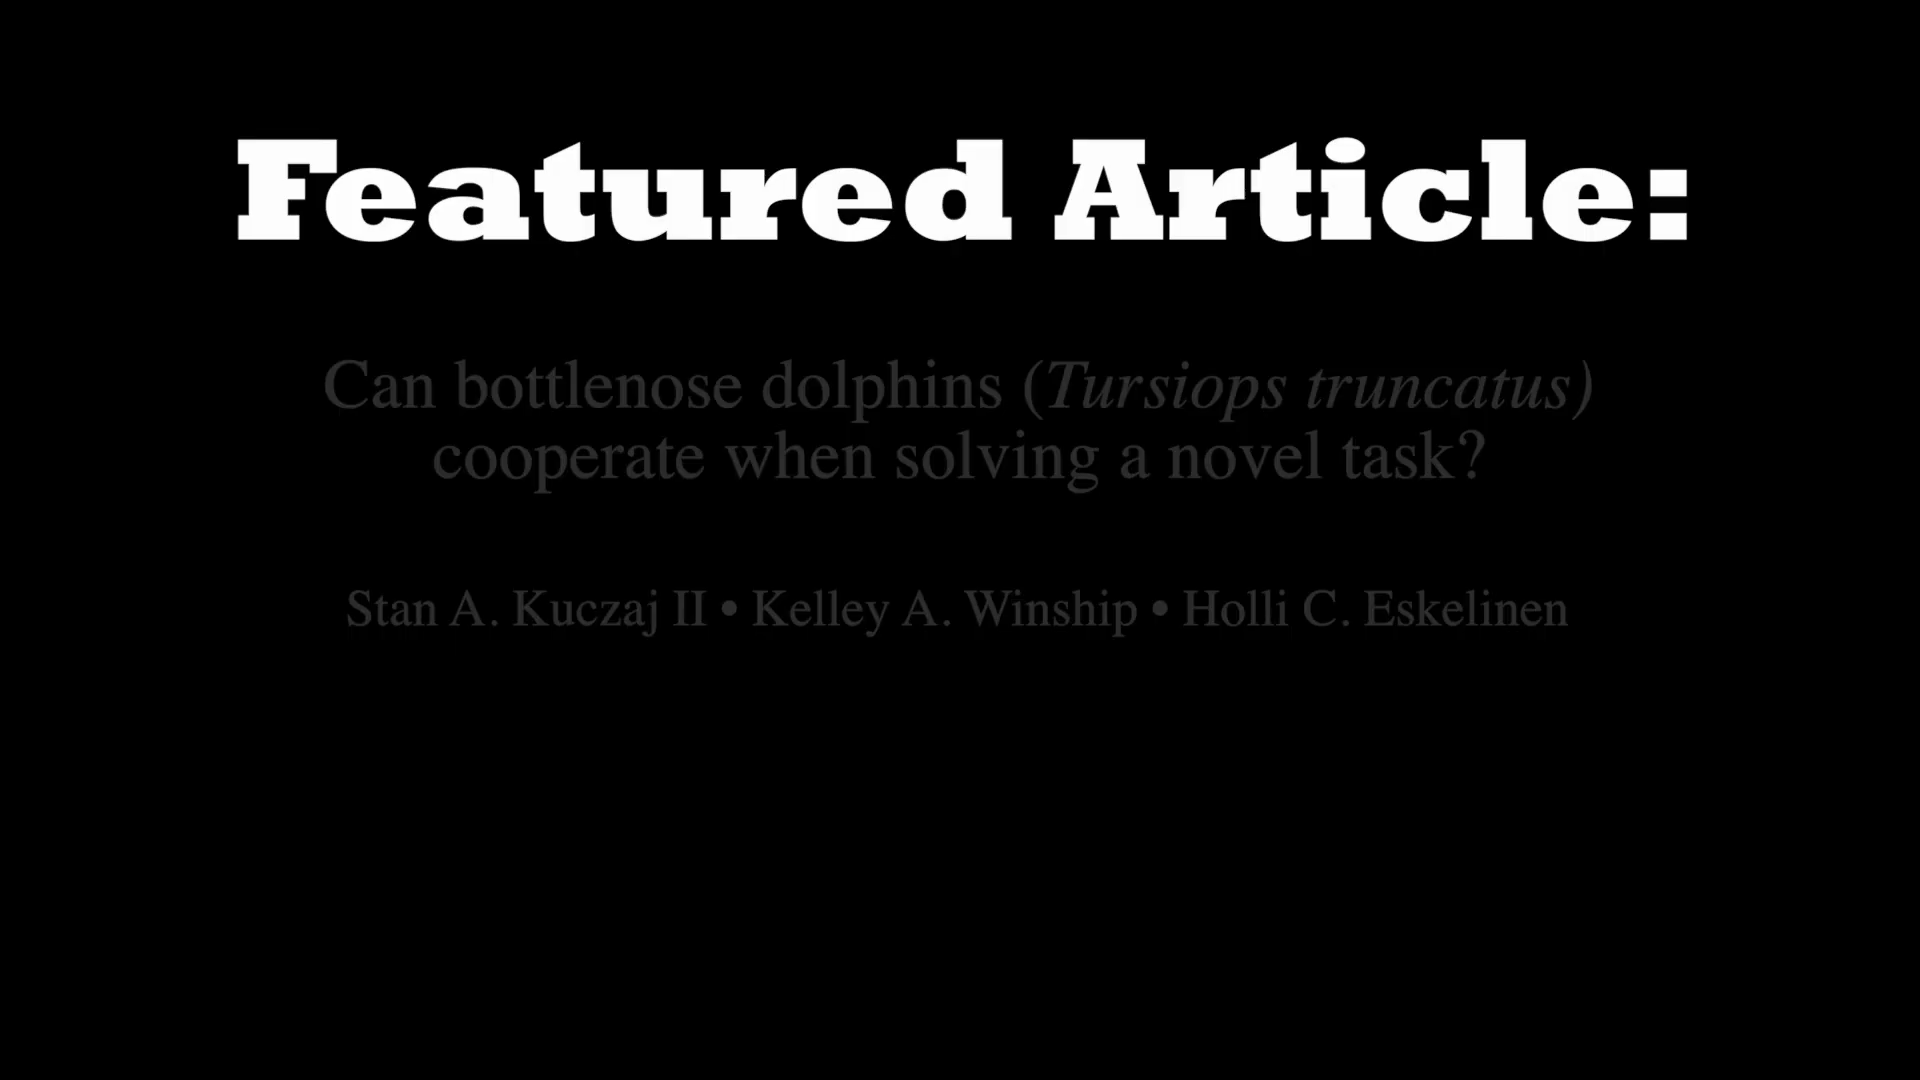 Featured Article:
Can bottlenose dolphins (Tursiops truncatus)
cooperate when solving a novel task?
Stan A. Kuczaj II • Kelley A. Winship • Holli C. Eskelinen